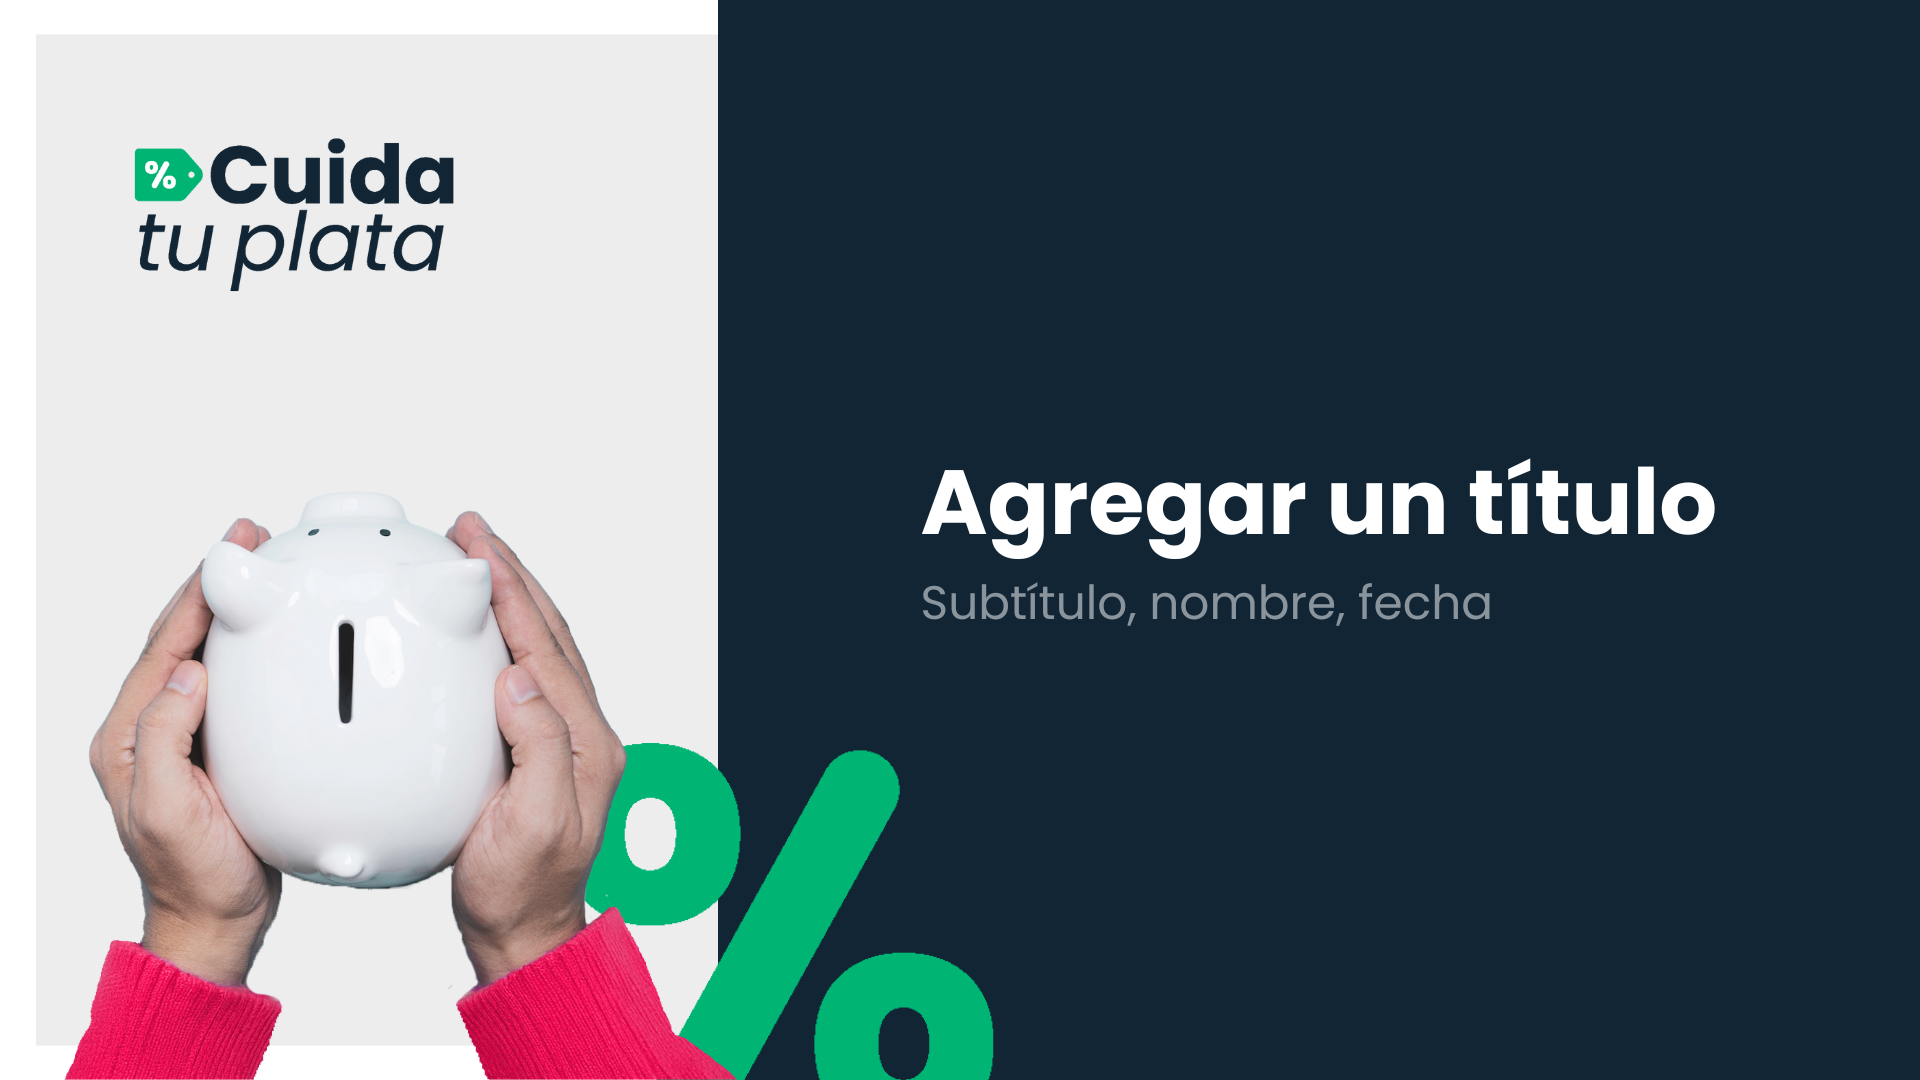 % Cuida
tu plata
Agregar un título
Subtítulo, nombre, fecha
%